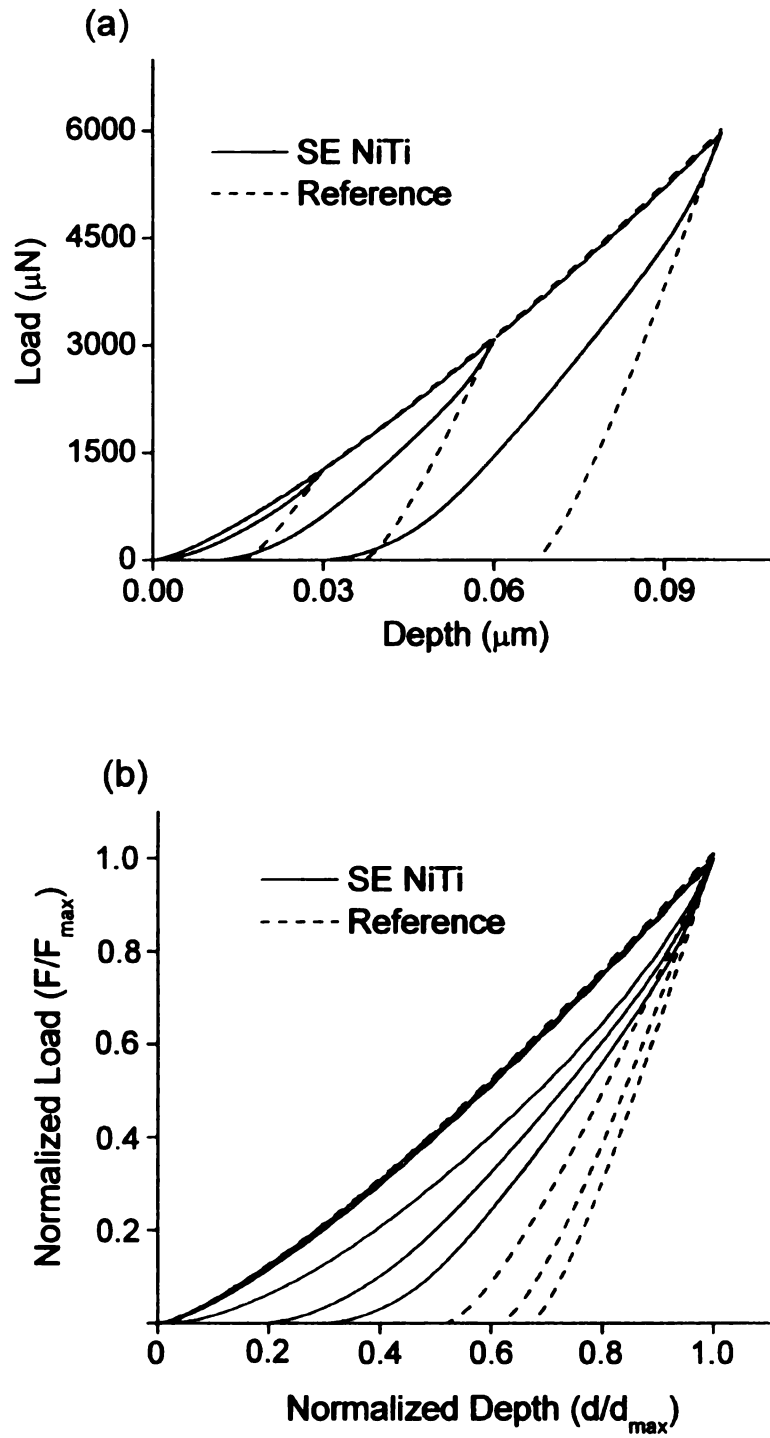 (a)
6000
SE NiTi
Reference
4500
Load (μN)
3000
1500
0
0.00 0.03 0.06 0.09
Depth (μm)
(b)
1.0
SE NiTi
Reference
0.8
Normalized Load (F/Fmax)
0.6
0.4
0.2
0 0.2 0.4 0.6 0.8 1.0
Normalized Depth (d/dmax)